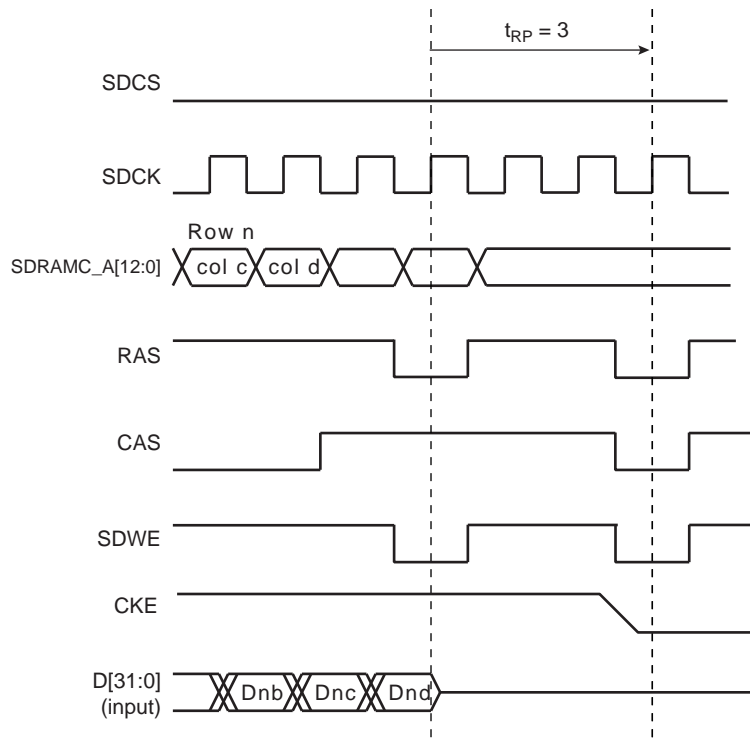 t_RP = 3
SDCS
SDCK
Row n
SDRAMC_A[12:0]
col c
col d
RAS
CAS
SDWE
CKE
D[31:0]
(input)
Dnb
Dnc
Dnd